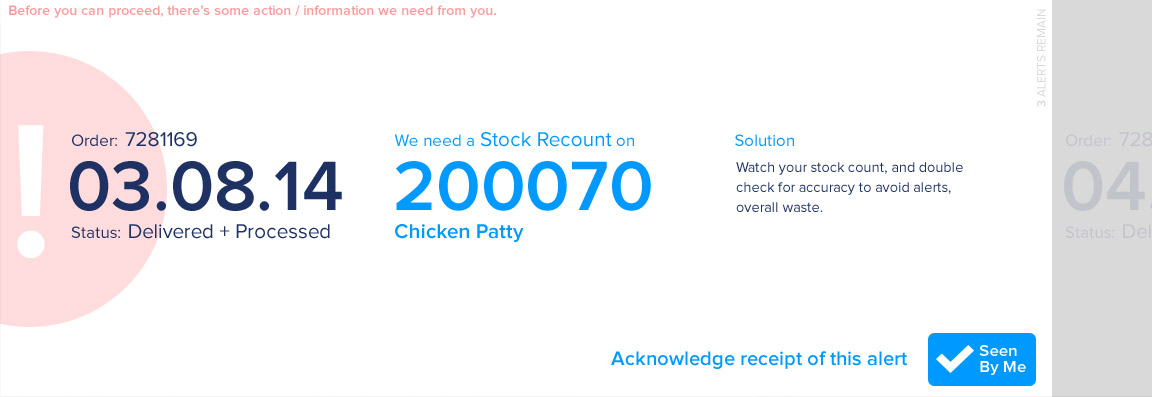 Before you can proceed, there's some action / information we need from you.
3 ALERTS REMAIN
!
Order: 7281169
03.08.14
Status: Delivered + Processed
We need a Stock Recount on
200070
Chicken Patty
Solution
Watch your stock count, and double
check for accuracy to avoid alerts,
overall waste.
Acknowledge receipt of this alert
Seen
By Me
Order: 728
04.
Status: Del